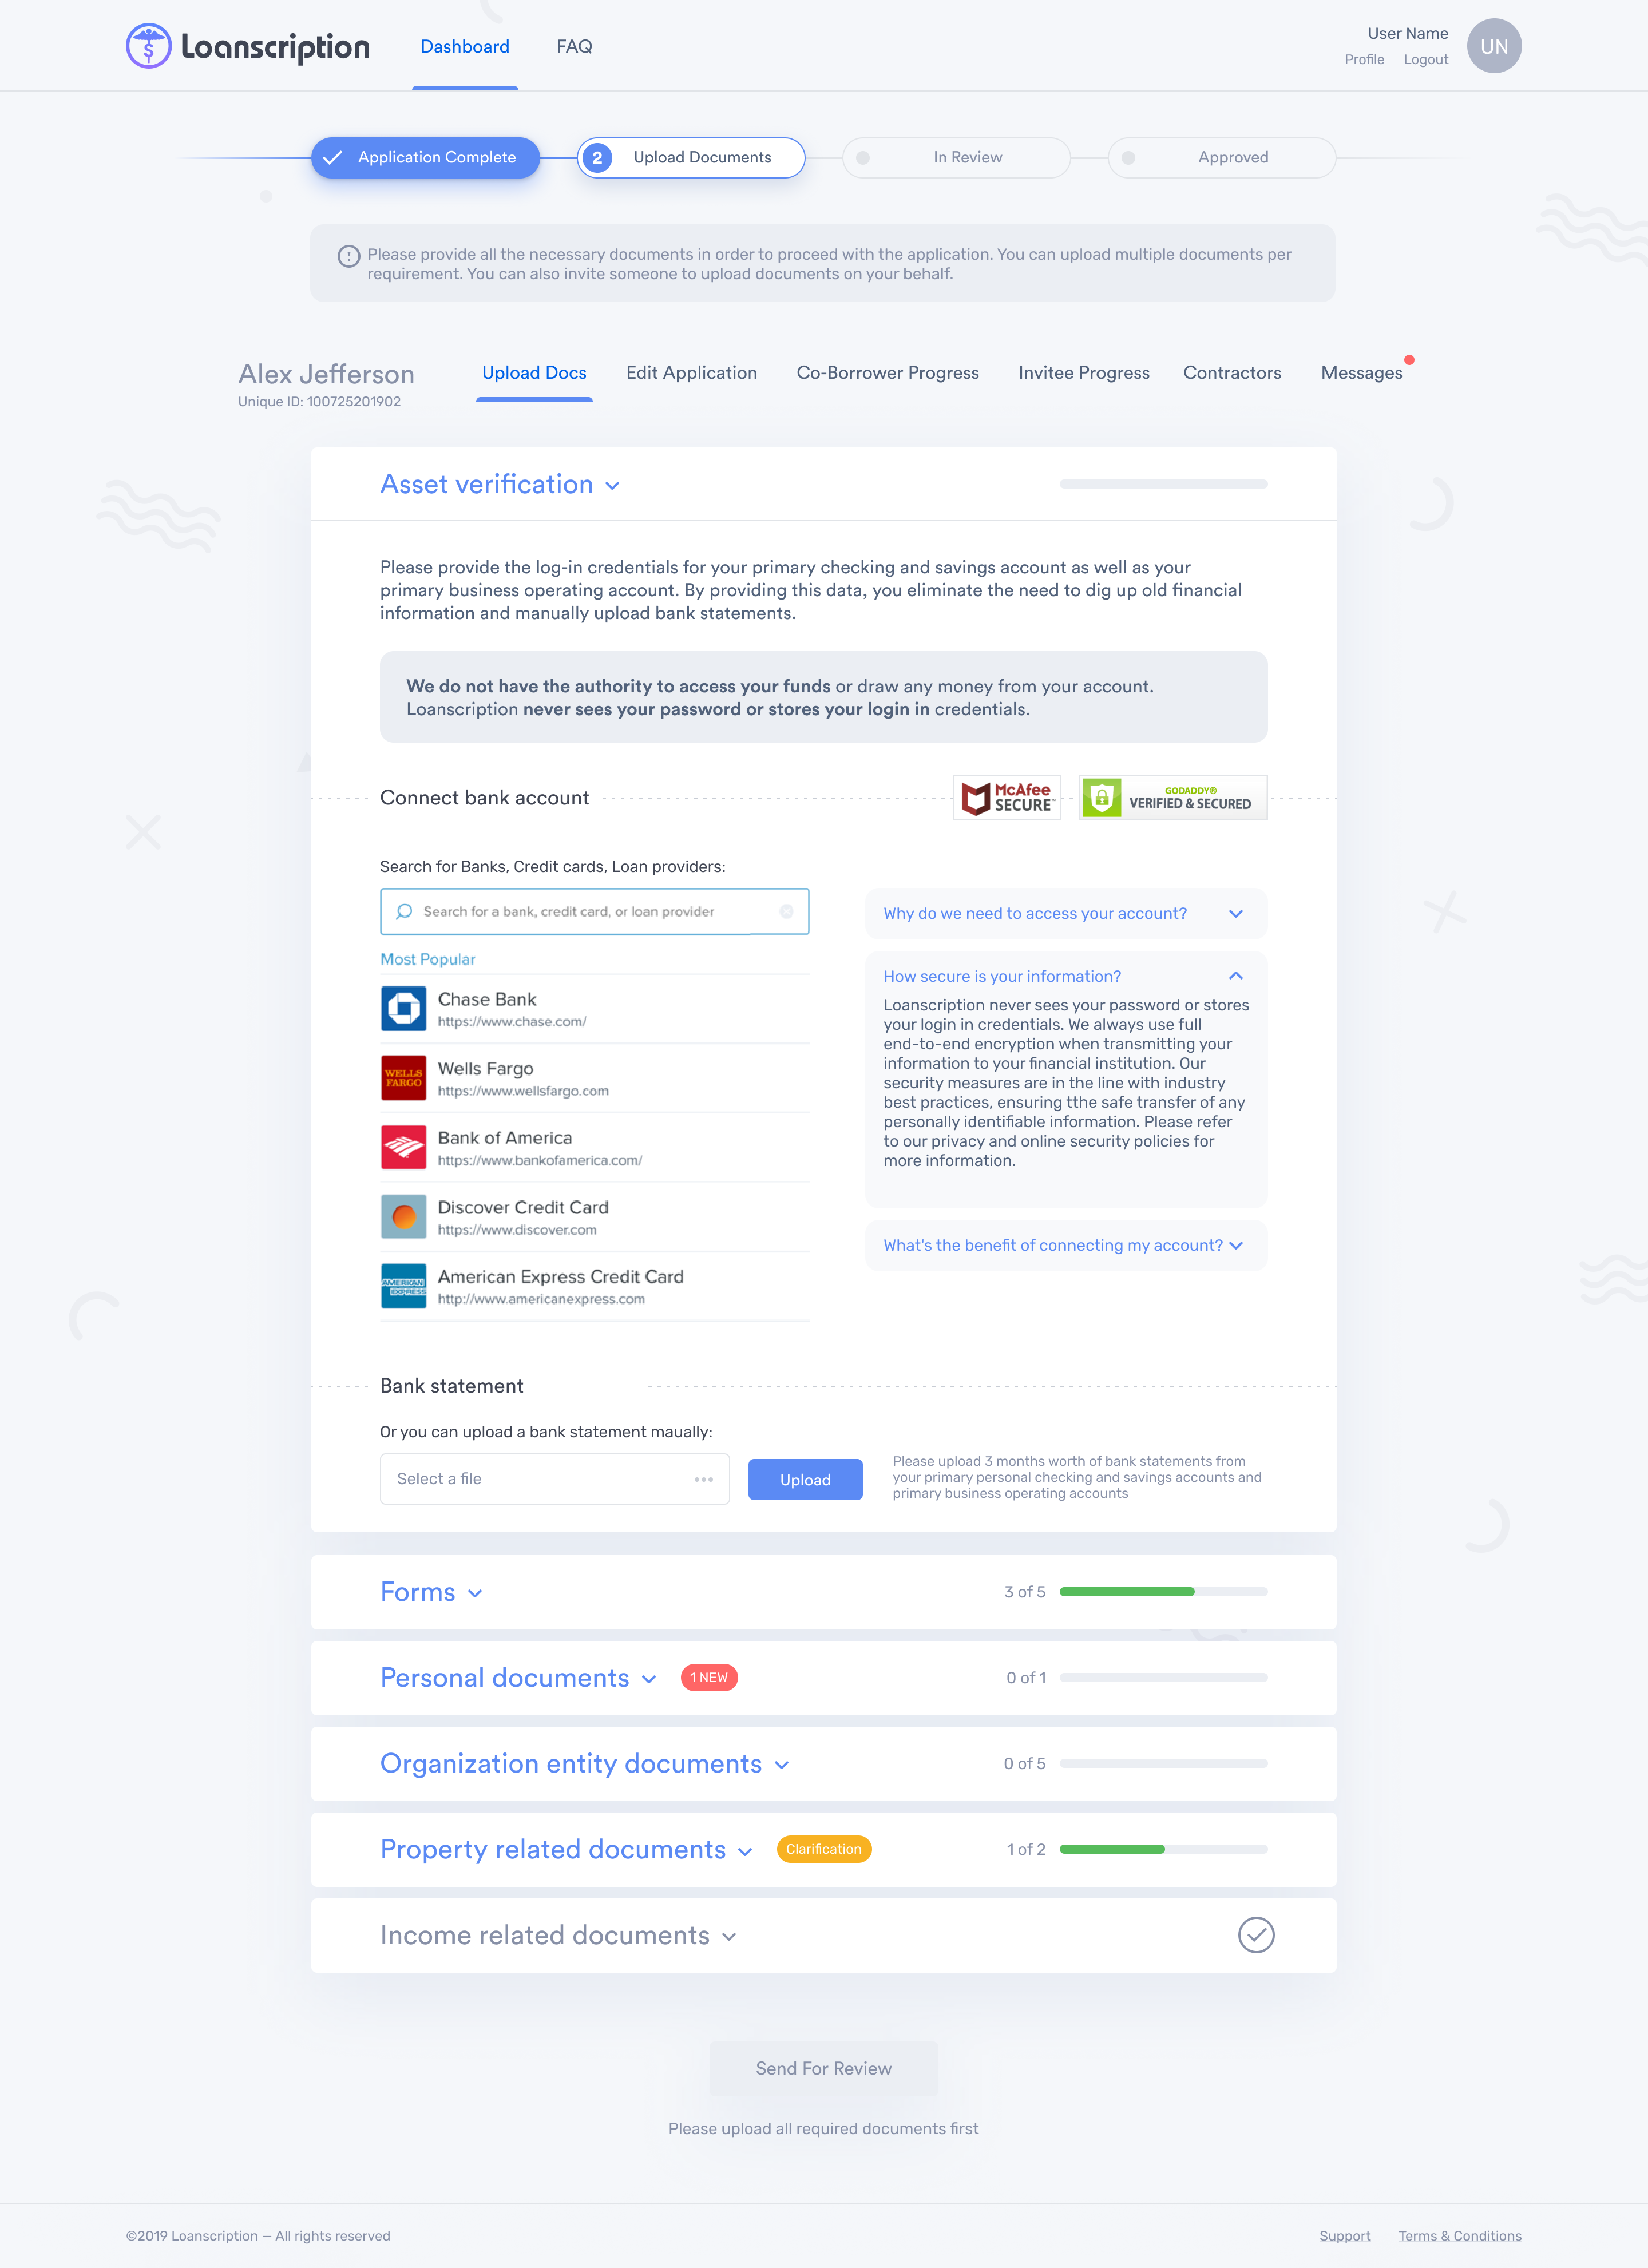 Loanscription
Dashboard
FAQ
User Name
Profile
Logout
UN
Application Complete
2
Upload Documents
In Review
Approved
Please provide all the necessary documents in order to proceed with the application. You can upload multiple documents per
requirement. You can also invite someone to upload documents on your behalf.
Alex Jefferson
Unique ID: 100725201902
Upload Docs
Edit Application
Co-Borrower Progress
Invitee Progress
Contractors
Messages
Asset verification
Please provide the log-in credentials for your primary checking and savings account as well as your
primary business operating account. By providing this data, you eliminate the need to dig up old financial
information and manually upload bank statements.
We do not have the authority to access your funds or draw any money from your account.
Loanscription never sees your password or stores your login in credentials.
Connect bank account
McAfee
SECURE
GODADDY®
VERIFIED & SECURED
Search for Banks, Credit cards, Loan providers:
Search for a bank, credit card, or loan provider
Most Popular
Chase Bank
https://www.chase.com/
WELLS
FARGO
Wells Fargo
https://www.wellsfargo.com
Bank of America
https://www.bankofamerica.com/
Discover Credit Card
https://www.discover.com
AMERICAN
EXPRESS
American Express Credit Card
http://www.americanexpress.com
Why do we need to access your account?
How secure is your information?
Loanscription never sees your password or stores
your login in credentials. We always use full
end-to-end encryption when transmitting your
information to your financial institution. Our
security measures are in the line with industry
best practices, ensuring tthe safe transfer of any
personally identifiable information. Please refer
to our privacy and online security policies for
more information.
What's the benefit of connecting my account?
Bank statement
Or you can upload a bank statement maually:
Select a file
Upload
Please upload 3 months worth of bank statements from
your primary personal checking and savings accounts and
primary business operating accounts
Forms
3 of 5
Personal documents
1 NEW
0 of 1
Organization entity documents
0 of 5
Property related documents
Clarification
1 of 2
Income related documents
Send For Review
Please upload all required documents first
©2019 Loanscription — All rights reserved
Support
Terms & Conditions